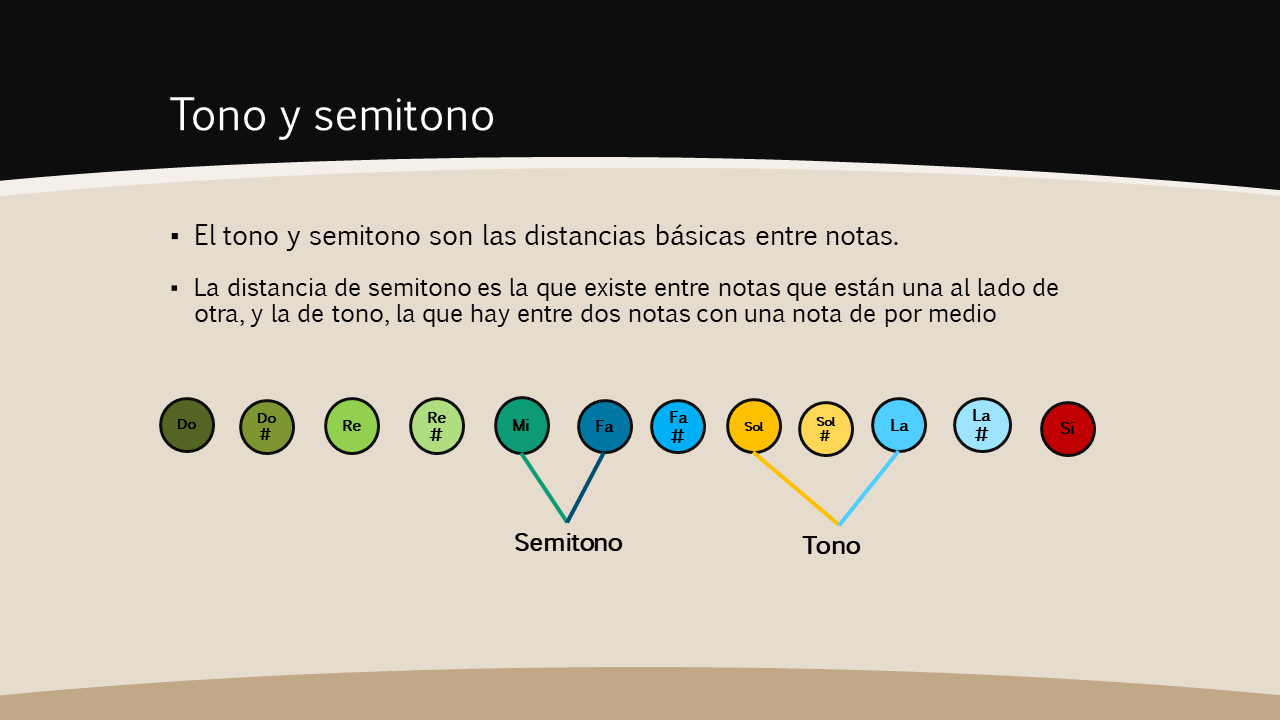 Tono y semitono
▪ El tono y semitono son las distancias básicas entre notas.
▪ La distancia de semitono es la que existe entre notas que están una al lado de
otra, y la de tono, la que hay entre dos notas con una nota de por medio
Do
Do
#
Re
Re
#
Mi
Fa
Fa
#
Sol
Sol
#
La
La
#
Si
Semitono
Tono